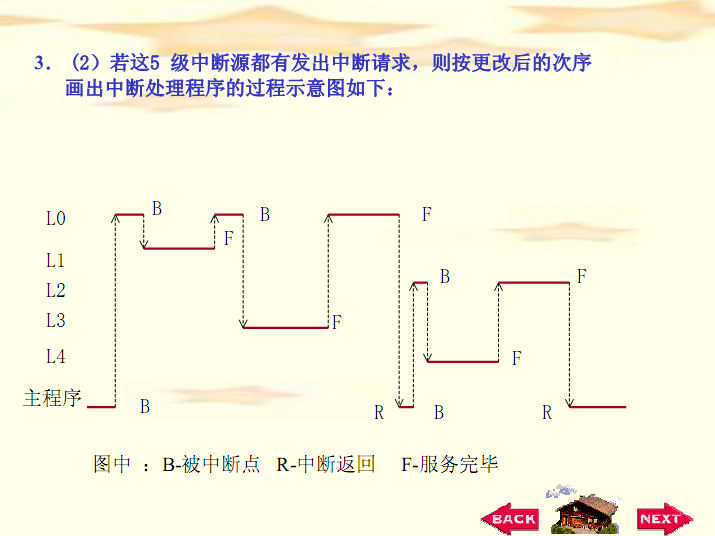 3. (2) 若这5 级中断源都有发出中断请求，则按更改后的次序
画出中断处理程序的过程示意图如下：
B
B
F
L0
F
L1
B
F
L2
L3
F
L4
F
主程序
B
R
B
R
图中 ：B-被中断点 R-中断返回 F-服务完毕
BACK
NEXT